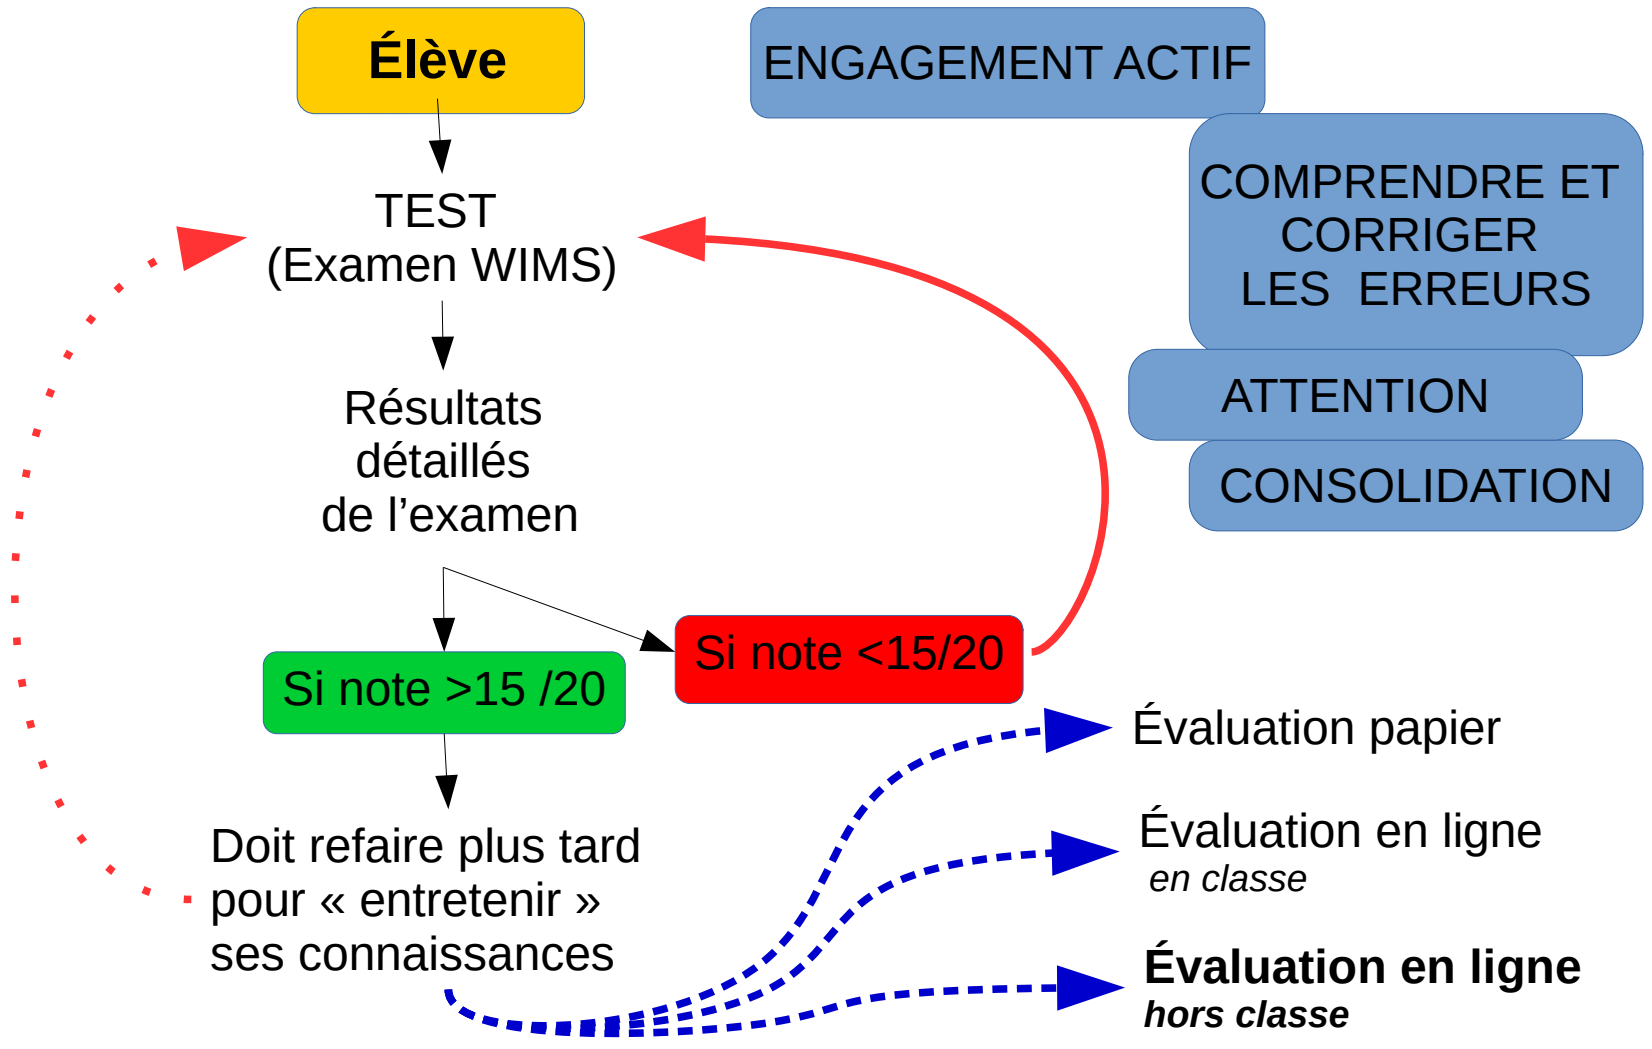 Élève
TEST
(Examen WIMS)
Résultats
détaillés
de l’examen
Si note >15 /20
Si note <15/20
Doit refaire plus tard
pour « entretenir »
ses connaissances
ENGAGEMENT ACTIF
COMPRENDRE ET
CORRIGER
LES  ERREURS
ATTENTION
CONSOLIDATION
Évaluation papier
Évaluation en ligne
en classe
Évaluation en ligne
hors classe